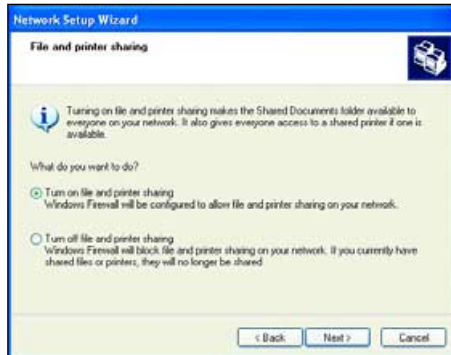 Network Setup Wizard
File and printer sharing
Turning on file and printer sharing makes the Shared Documents folder available to
everyone on your network. It also gives everyone access to a shared printer if one is
available.
What do you want to do?
Turn on file and printer sharing
Windows Firewall will be configured to allow file and printer sharing on your network.
Turn off file and printer sharing
Windows Firewall will block file and printer sharing on your network. If you currently have
shared files or printers, they will no longer be shared
< Back
Next >
Cancel